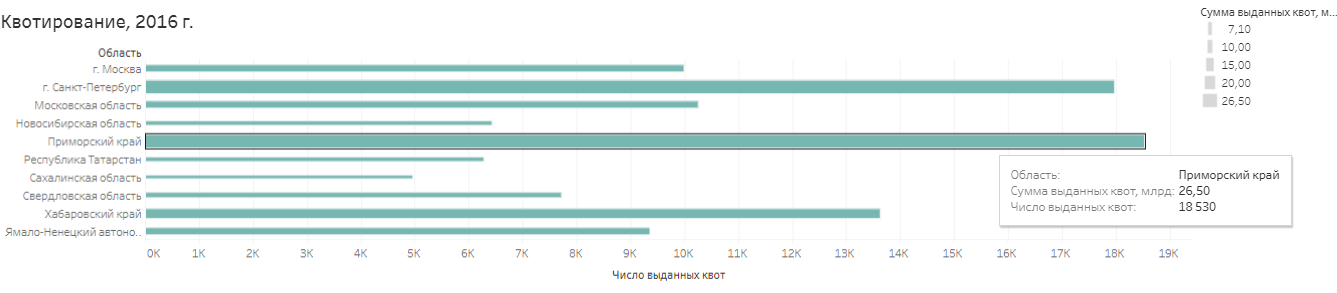 Квотирование, 2016 г.
Сумма выданных квот, м...
7,10
10,00
15,00
20,00
26,50
Область
г. Москва
г. Санкт-Петербург
Московская область
Новосибирская область
Приморский край
Республика Татарстан
Сахалинская область
Свердловская область
Хабаровский край
Ямало-Ненецкий автоно..
Область: Приморский край
Сумма выданных квот, млрд: 26,50
Число выданных квот: 18 530
0K 1K 2K 3K 4K 5K 6K 7K 8K 9K 10K 11K 12K 13K 14K 15K 16K 17K 18K 19K
Число выданных квот